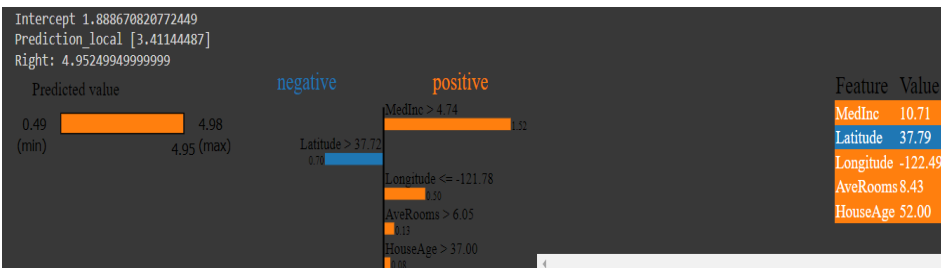 Intercept 1.888670820772449
Prediction_local [3.41144487]
Right: 4.95249949999999
Predicted value
0.49
(min)
4.98
(max)
4.95
negative
positive
MedInc > 4.74
1.52
Latitude > 37.72
0.70
Longitude <= -121.78
0.50
AveRooms > 6.05
0.13
HouseAge > 37.00
0.08
Feature Value
MedInc 10.71
Latitude 37.79
Longitude -122.49
AveRooms 8.43
HouseAge 52.00